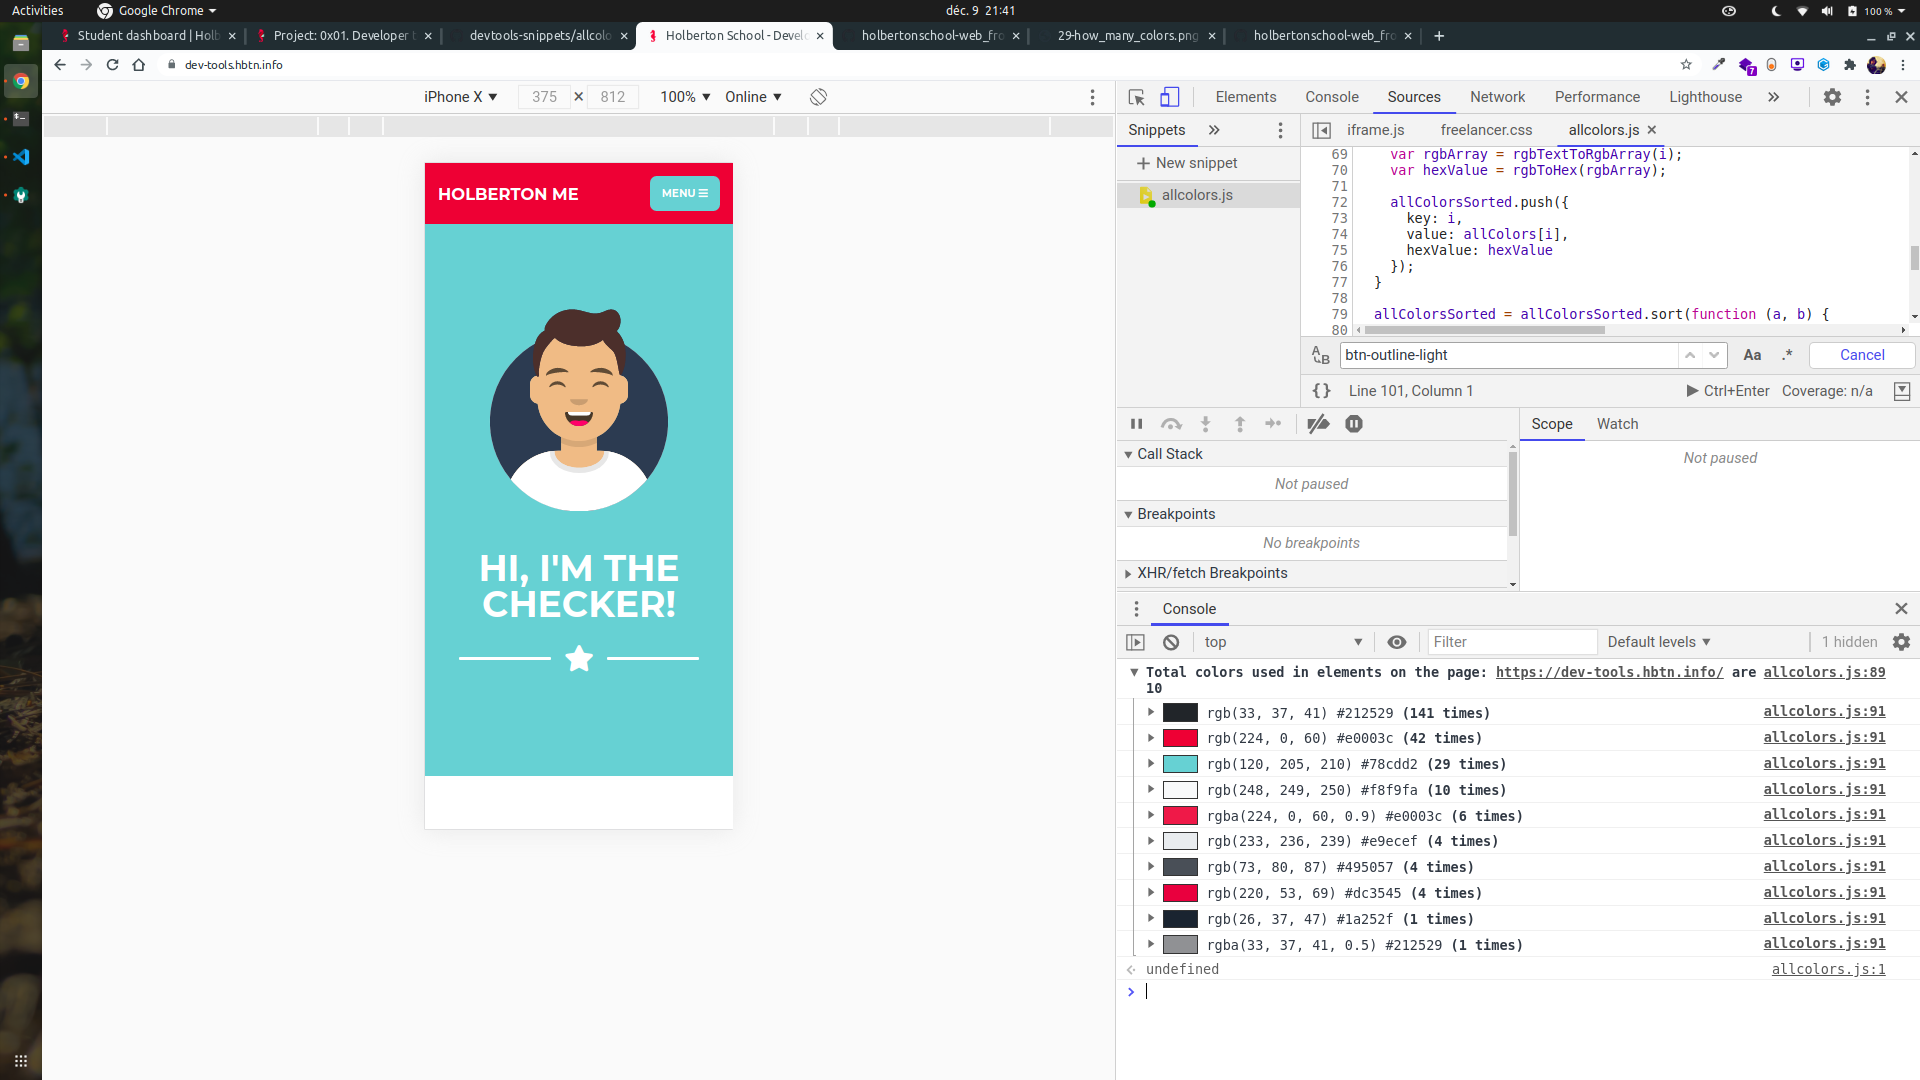 Activities
Google Chrome
déc. 9 21:41
100 %
Student dashboard | Holb
Project: 0x01. Developer t
devtools-snippets/allcolo
Holberton School - Develo
holbertonschool-web_fro
29-how_many_colors.png
holbertonschool-web_fro
dev-tools.hbtn.info
7
iPhone X
375
×
812
100%
Online
Elements
Console
Sources
Network
Performance
Lighthouse
HOLBERTON ME
MENU
HI, I'M THE
CHECKER!
Snippets
New snippet
allcolors.js
iframe.js
freelancer.css
allcolors.js
69 var rgbArray = rgbTextToRgbArray(i);
70 var hexValue = rgbToHex(rgbArray);
71
72 allColorsSorted.push({
73 key: i,
74 value: allColors[i],
75 hexValue: hexValue
76 });
77 }
78
79 allColorsSorted = allColorsSorted.sort(function (a, b) {
80
btn-outline-light
Aa
.*
Cancel
{}
Line 101, Column 1
Ctrl+Enter
Coverage: n/a
Scope
Watch
Not paused
Call Stack
Not paused
Breakpoints
No breakpoints
XHR/fetch Breakpoints
Console
top
Filter
Default levels
1 hidden
Total colors used in elements on the page: https://dev-tools.hbtn.info/ are allcolors.js:89
10
rgb(33, 37, 41) #212529 (141 times) allcolors.js:91
rgb(224, 0, 60) #e0003c (42 times) allcolors.js:91
rgb(120, 205, 210) #78cdd2 (29 times) allcolors.js:91
rgb(248, 249, 250) #f8f9fa (10 times) allcolors.js:91
rgba(224, 0, 60, 0.9) #e0003c (6 times) allcolors.js:91
rgb(233, 236, 239) #e9ecef (4 times) allcolors.js:91
rgb(73, 80, 87) #495057 (4 times) allcolors.js:91
rgb(220, 53, 69) #dc3545 (4 times) allcolors.js:91
rgb(26, 37, 47) #1a252f (1 times) allcolors.js:91
rgba(33, 37, 41, 0.5) #212529 (1 times) allcolors.js:91
undefined allcolors.js:1